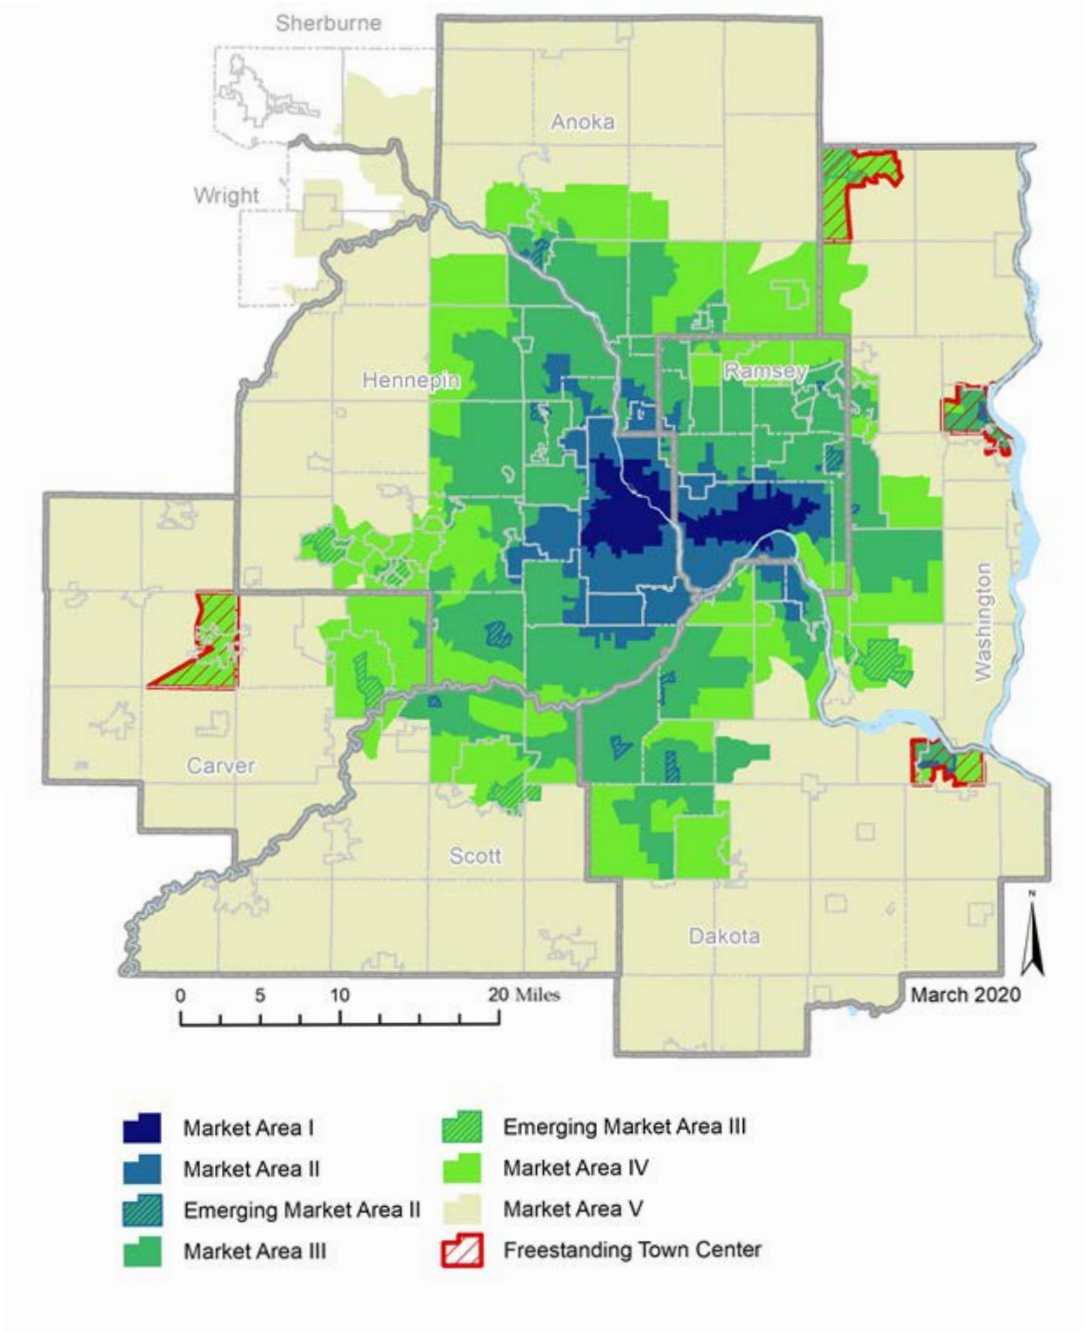 Sherburne
Anoka
Wright
Hennepin
Ramsey
Washington
Carver
Scott
Dakota
N
0 5 10 20 Miles
March 2020
Market Area I
Market Area II
Emerging Market Area II
Market Area III
Emerging Market Area III
Market Area IV
Market Area V
Freestanding Town Center